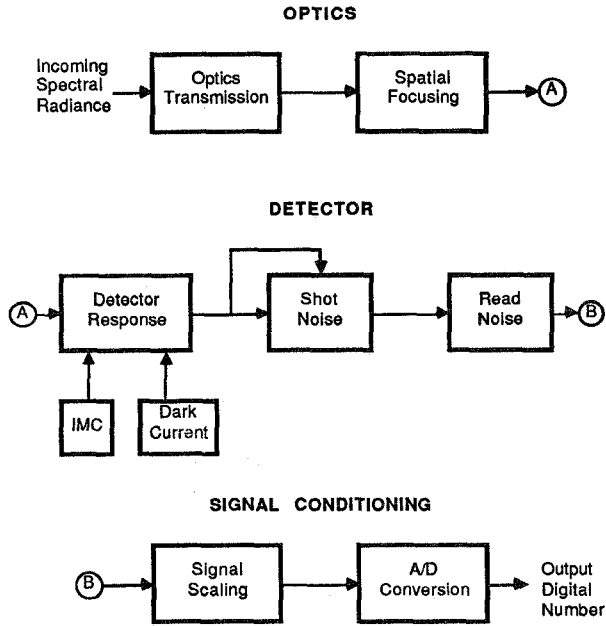 OPTICS
Incoming
Spectral
Radiance
Optics
Transmission
Spatial
Focusing
A
DETECTOR
A
Detector
Response
Shot
Noise
Read
Noise
B
IMC
Dark
Current
SIGNAL CONDITIONING
B
Signal
Scaling
A/D
Conversion
Output
Digital
Number